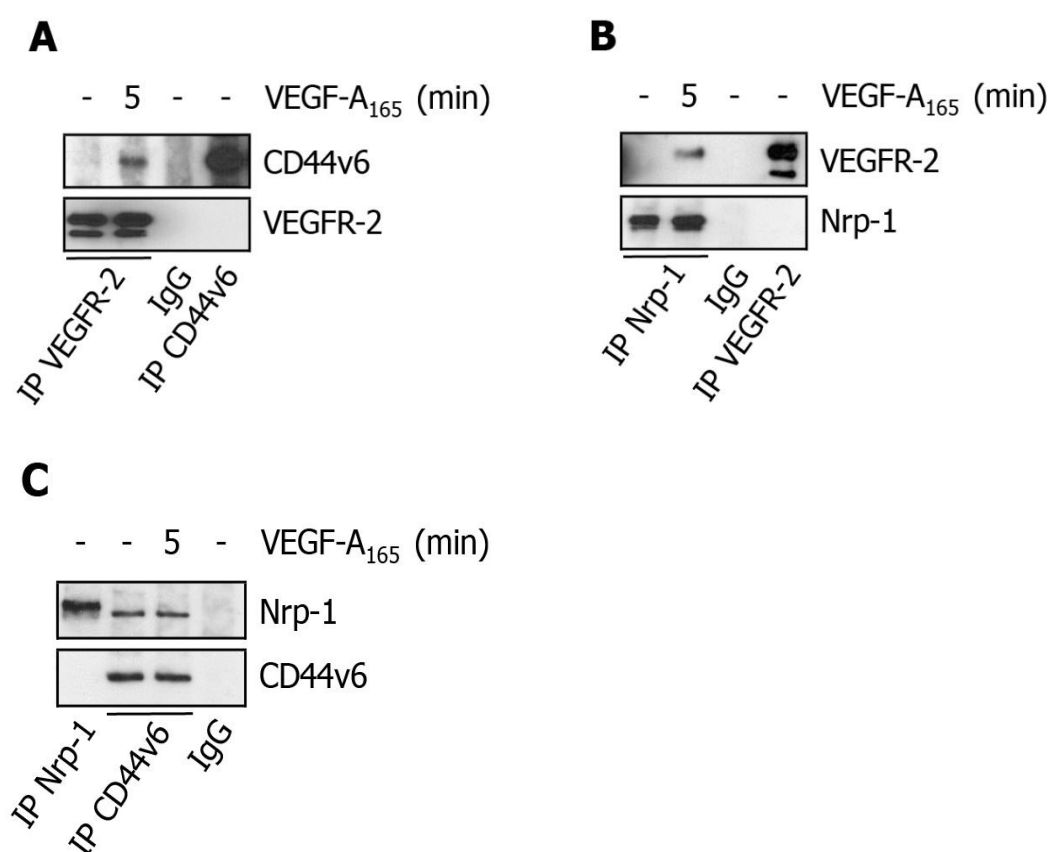 A
- 5 - - VEGF-A₁₆₅ (min)
CD44v6
VEGFR-2
IP VEGFR-2
IgG
IP CD44v6
B
- 5 - - VEGF-A₁₆₅ (min)
VEGFR-2
Nrp-1
IP Nrp-1
IgG
IP VEGFR-2
C
- - 5 - VEGF-A₁₆₅ (min)
Nrp-1
CD44v6
IP Nrp-1
IP CD44v6
IgG